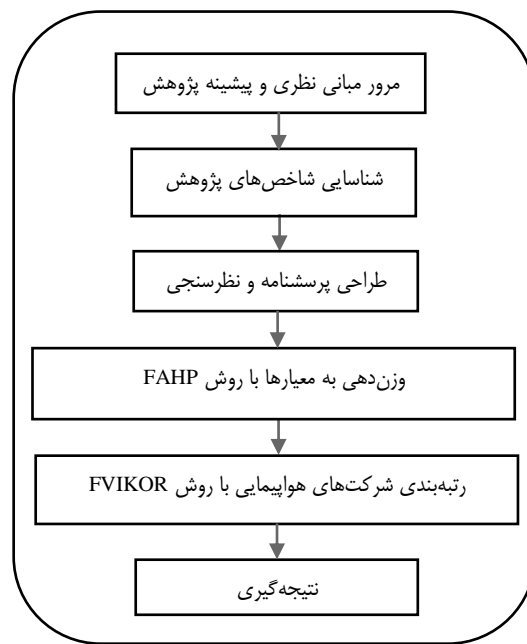 مرور مبانی نظری و پیشینه پژوهش
شناسایی شاخص‌های پژوهش
طراحی پرسشنامه و نظرسنجی
وزن‌دهی به معیارها با روش FAHP
رتبه‌بندی شرکت‌های هواپیمایی با روش FVIKOR
نتیجه‌گیری